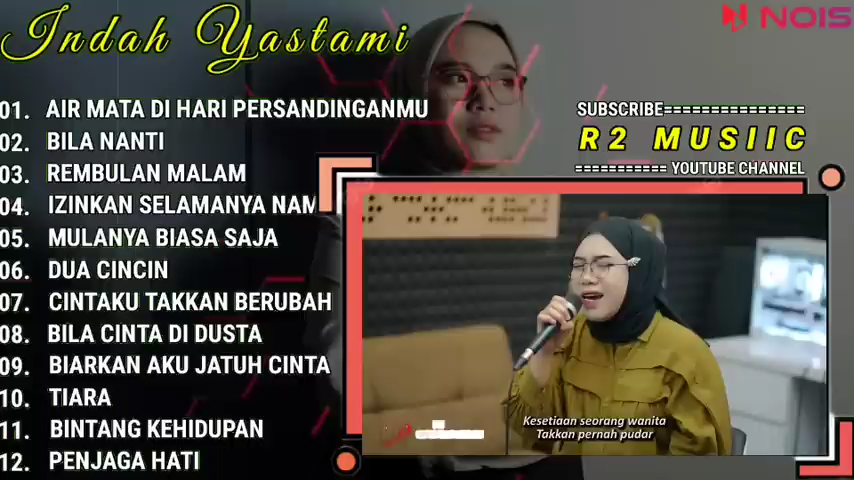 Indah Yastami
NOIS
01. AIR MATA DI HARI PERSANDINGANMU
02. BILA NANTI
03. REMBULAN MALAM
04. IZINKAN SELAMANYA NAM
05. MULANYA BIASA SAJA
06. DUA CINCIN
07. CINTAKU TAKKAN BERUBAH
08. BILA CINTA DI DUSTA
09. BIARKAN AKU JATUH CINTA
10. TIARA
11. BINTANG KEHIDUPAN
12. PENJAGA HATI
SUBSCRIBE===============
R2 MUSIIC
=========== YOUTUBE CHANNEL
Kesetiaan seorang wanita
Takkan pernah pudar